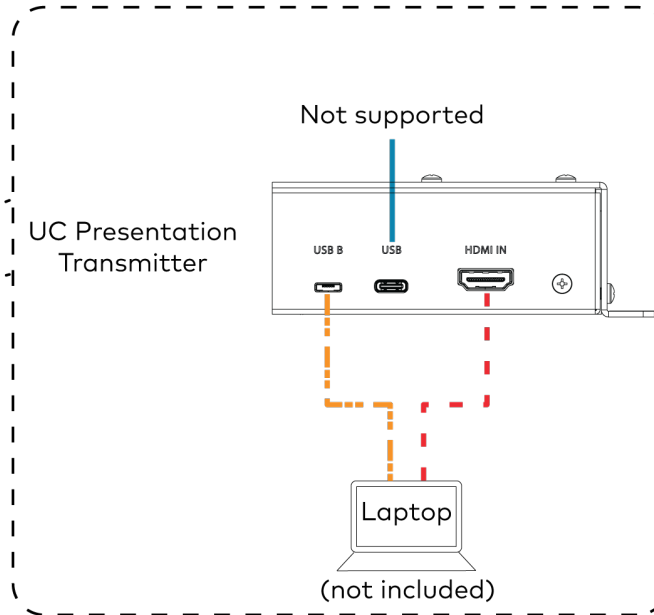 Not supported
UC Presentation
Transmitter
USB B
USB
HDMI IN
Laptop
(not included)